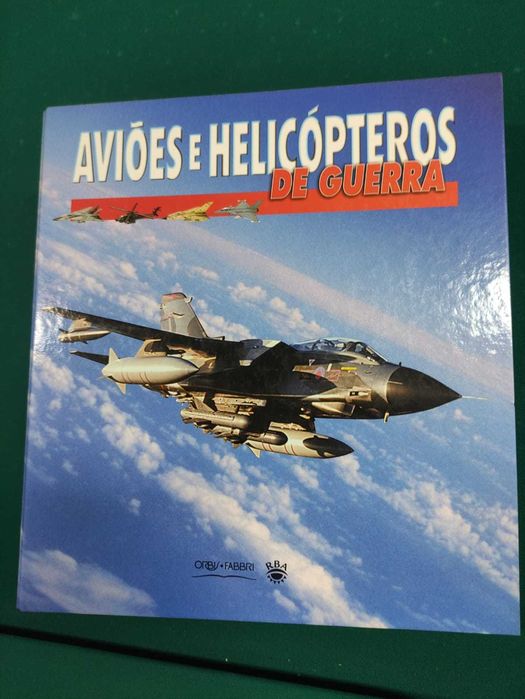 AVIÕES E HELICÓPTEROS
DE GUERRA
ORBIS • FABBRI
RBA